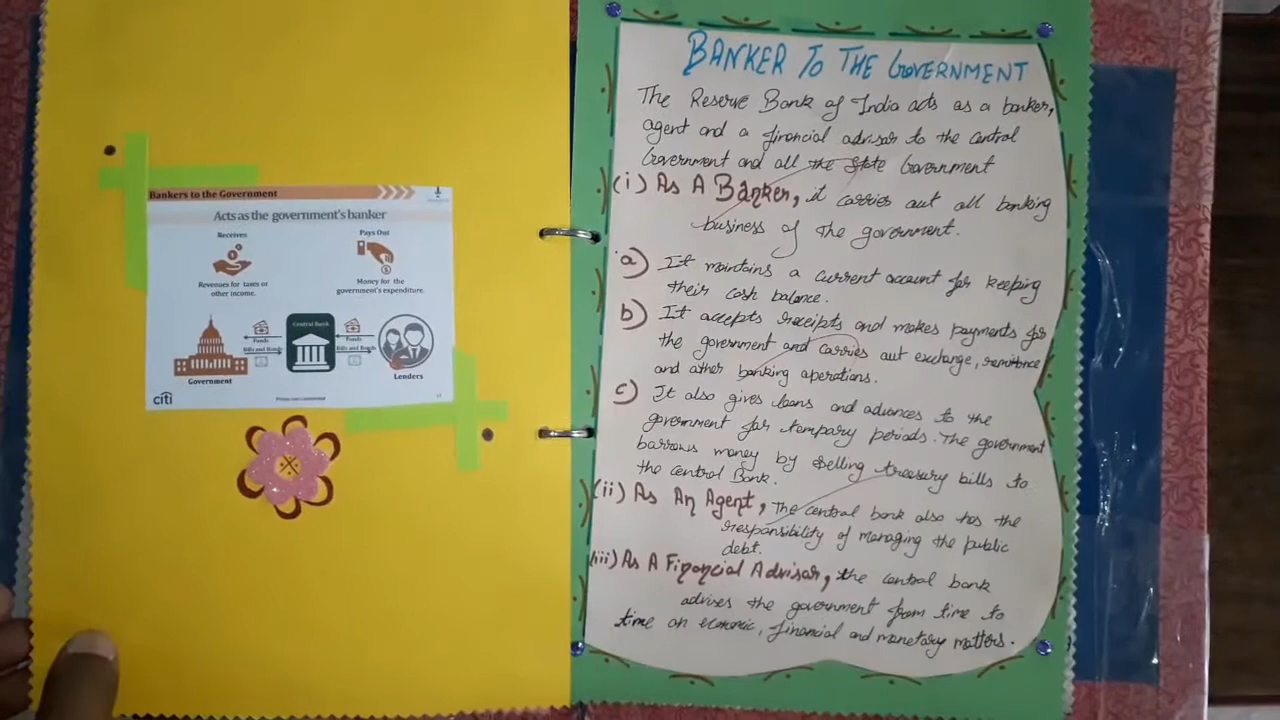 Bankers to the Government
Acts as the government's banker
Receives
Pays Out
Revenues for taxes or
other income.
Money for the
government's expenditure.
Central Bank
Funds
Funds
Bills and Bonds
Bills and Bonds
Government
Lenders
citi
BANKER TO THE GOVERNMENT
The Reserve Bank of India acts as a banker,
agent and a financial advisar to the central
Government and all the State Government
(i) As A Banker, it carries out all banking
business of the government.
a) It maintains a current account for keeping
their cash balance.
b) It accepts receipts and makes payments for
the government and carries out exchange, remittance
and other banking operations.
c) It also gives loans and advances to the
government for tempary periods. The government
barrows money by selling treasury bills to
the central Bank.
(ii) As An Agent, The central bank also has the
responsibility of managing the public
debt.
(iii) As A Financial Advisar, the central bank
advises the government from time to
time on economic, financial and monetary matters.